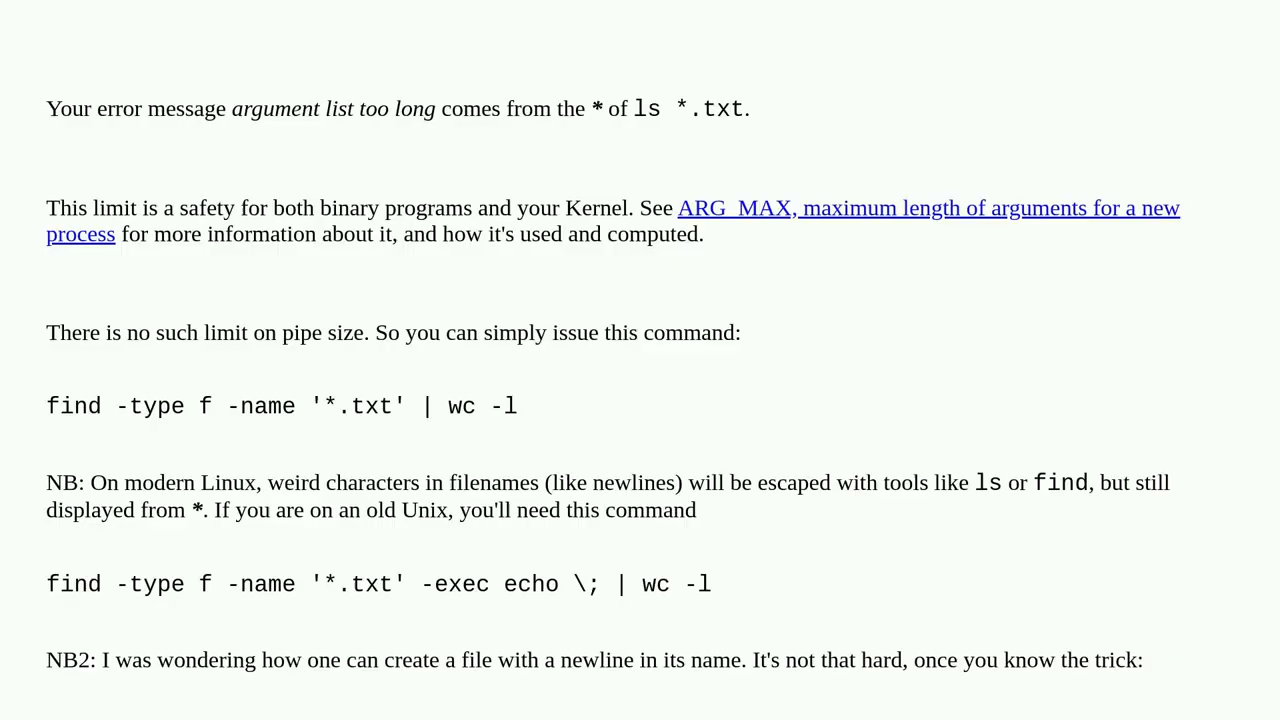 Your error message argument list too long comes from the * of ls *.txt.
This limit is a safety for both binary programs and your Kernel. See ARG_MAX, maximum length of arguments for a new
process for more information about it, and how it's used and computed.
There is no such limit on pipe size. So you can simply issue this command:
find -type f -name '*.txt' | wc -l
NB: On modern Linux, weird characters in filenames (like newlines) will be escaped with tools like ls or find, but still
displayed from *. If you are on an old Unix, you'll need this command
find -type f -name '*.txt' -exec echo \; | wc -l
NB2: I was wondering how one can create a file with a newline in its name. It's not that hard, once you know the trick: